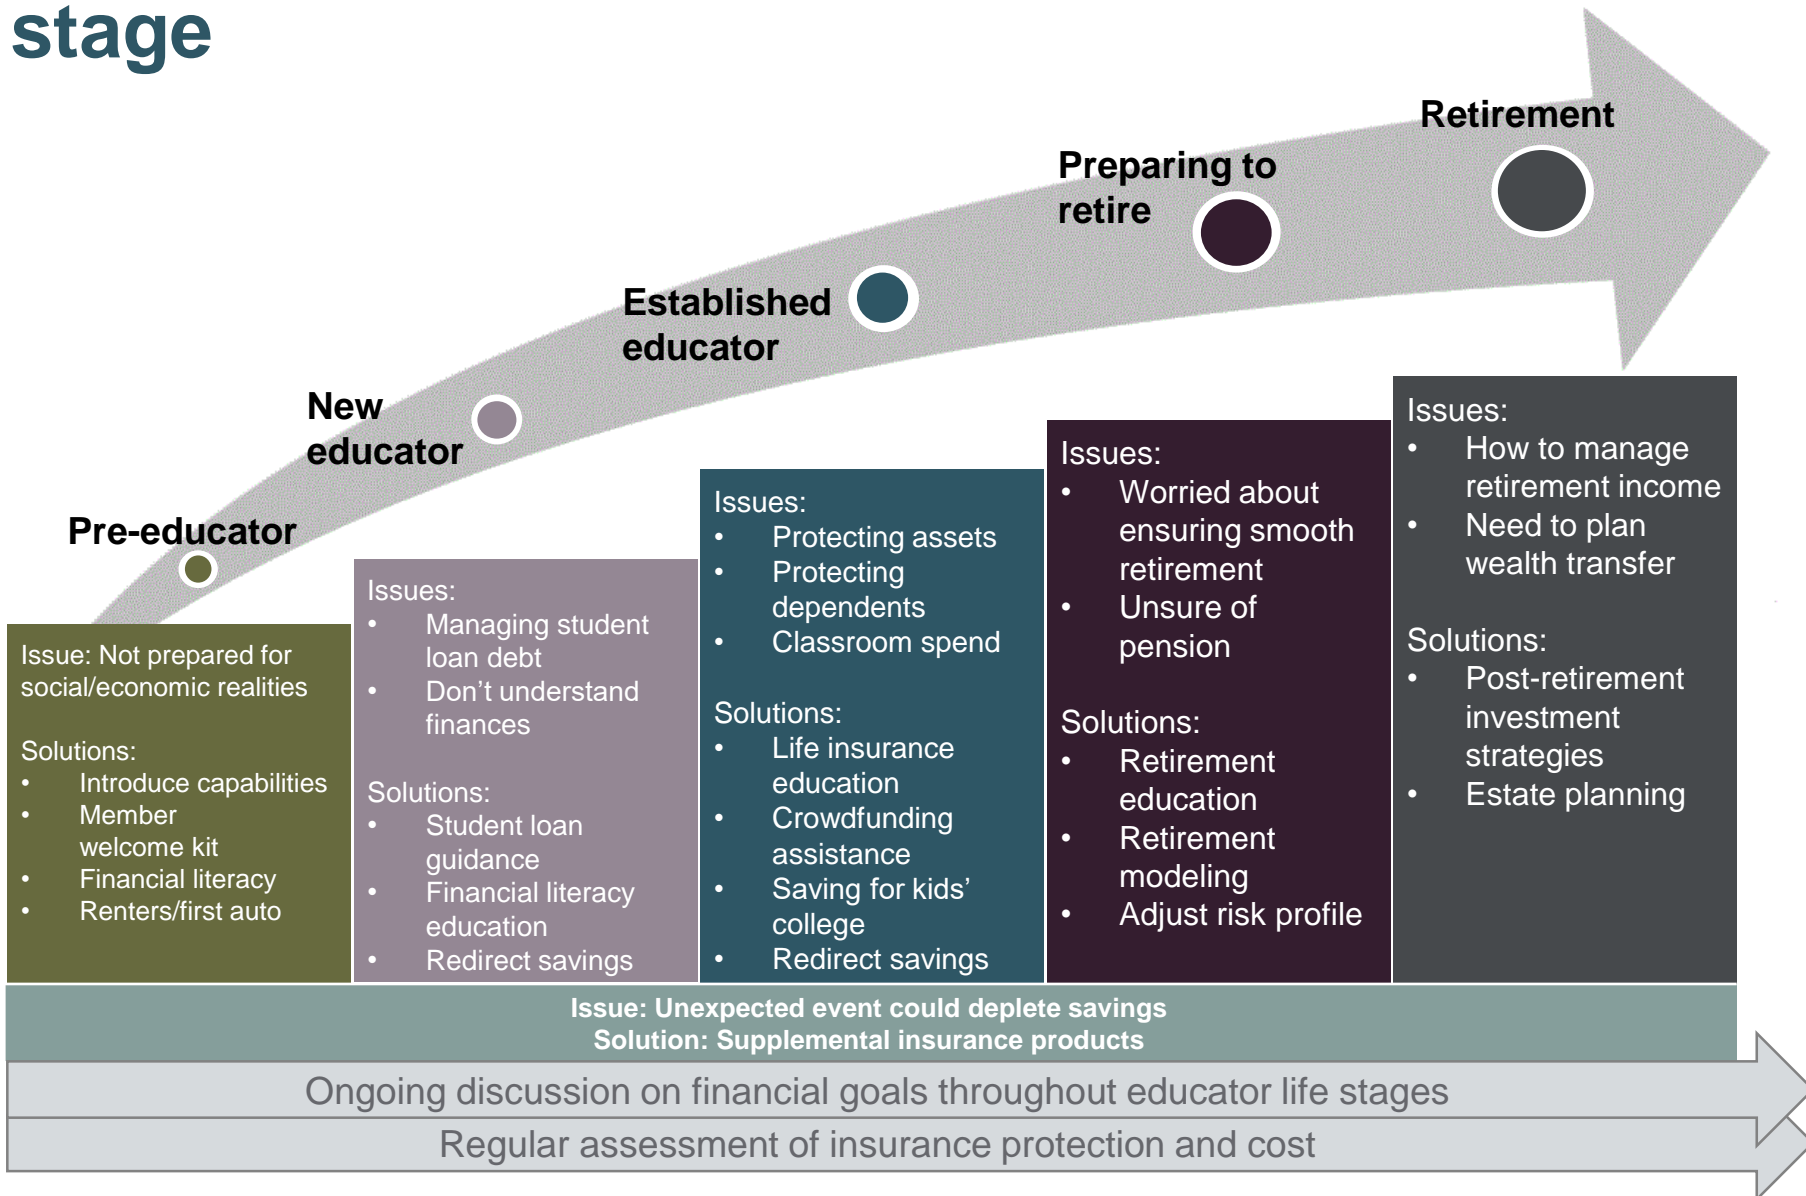 stage
Retirement
Preparing to
retire
Established
educator
New
educator
Pre-educator
Issue: Not prepared for
social/economic realities
Solutions:
• Introduce capabilities
• Member
welcome kit
• Financial literacy
• Renters/first auto
Issues:
• Managing student
loan debt
• Don’t understand
finances
Solutions:
• Student loan
guidance
• Financial literacy
education
• Redirect savings
Issues:
• Protecting assets
• Protecting
dependents
• Classroom spend
Solutions:
• Life insurance
education
• Crowdfunding
assistance
• Saving for kids’
college
• Redirect savings
Issues:
• Worried about
ensuring smooth
retirement
• Unsure of
pension
Solutions:
• Retirement
education
• Retirement
modeling
• Adjust risk profile
Issues:
• How to manage
retirement income
• Need to plan
wealth transfer
Solutions:
• Post-retirement
investment
strategies
• Estate planning
Issue: Unexpected event could deplete savings
Solution: Supplemental insurance products
Ongoing discussion on financial goals throughout educator life stages
Regular assessment of insurance protection and cost